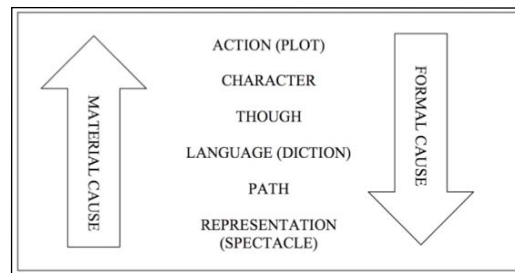 ACTION (PLOT)
CHARACTER
THOUGH
LANGUAGE (DICTION)
PATH
REPRESENTATION
(SPECTACLE)
MATERIAL CAUSE
FORMAL CAUSE